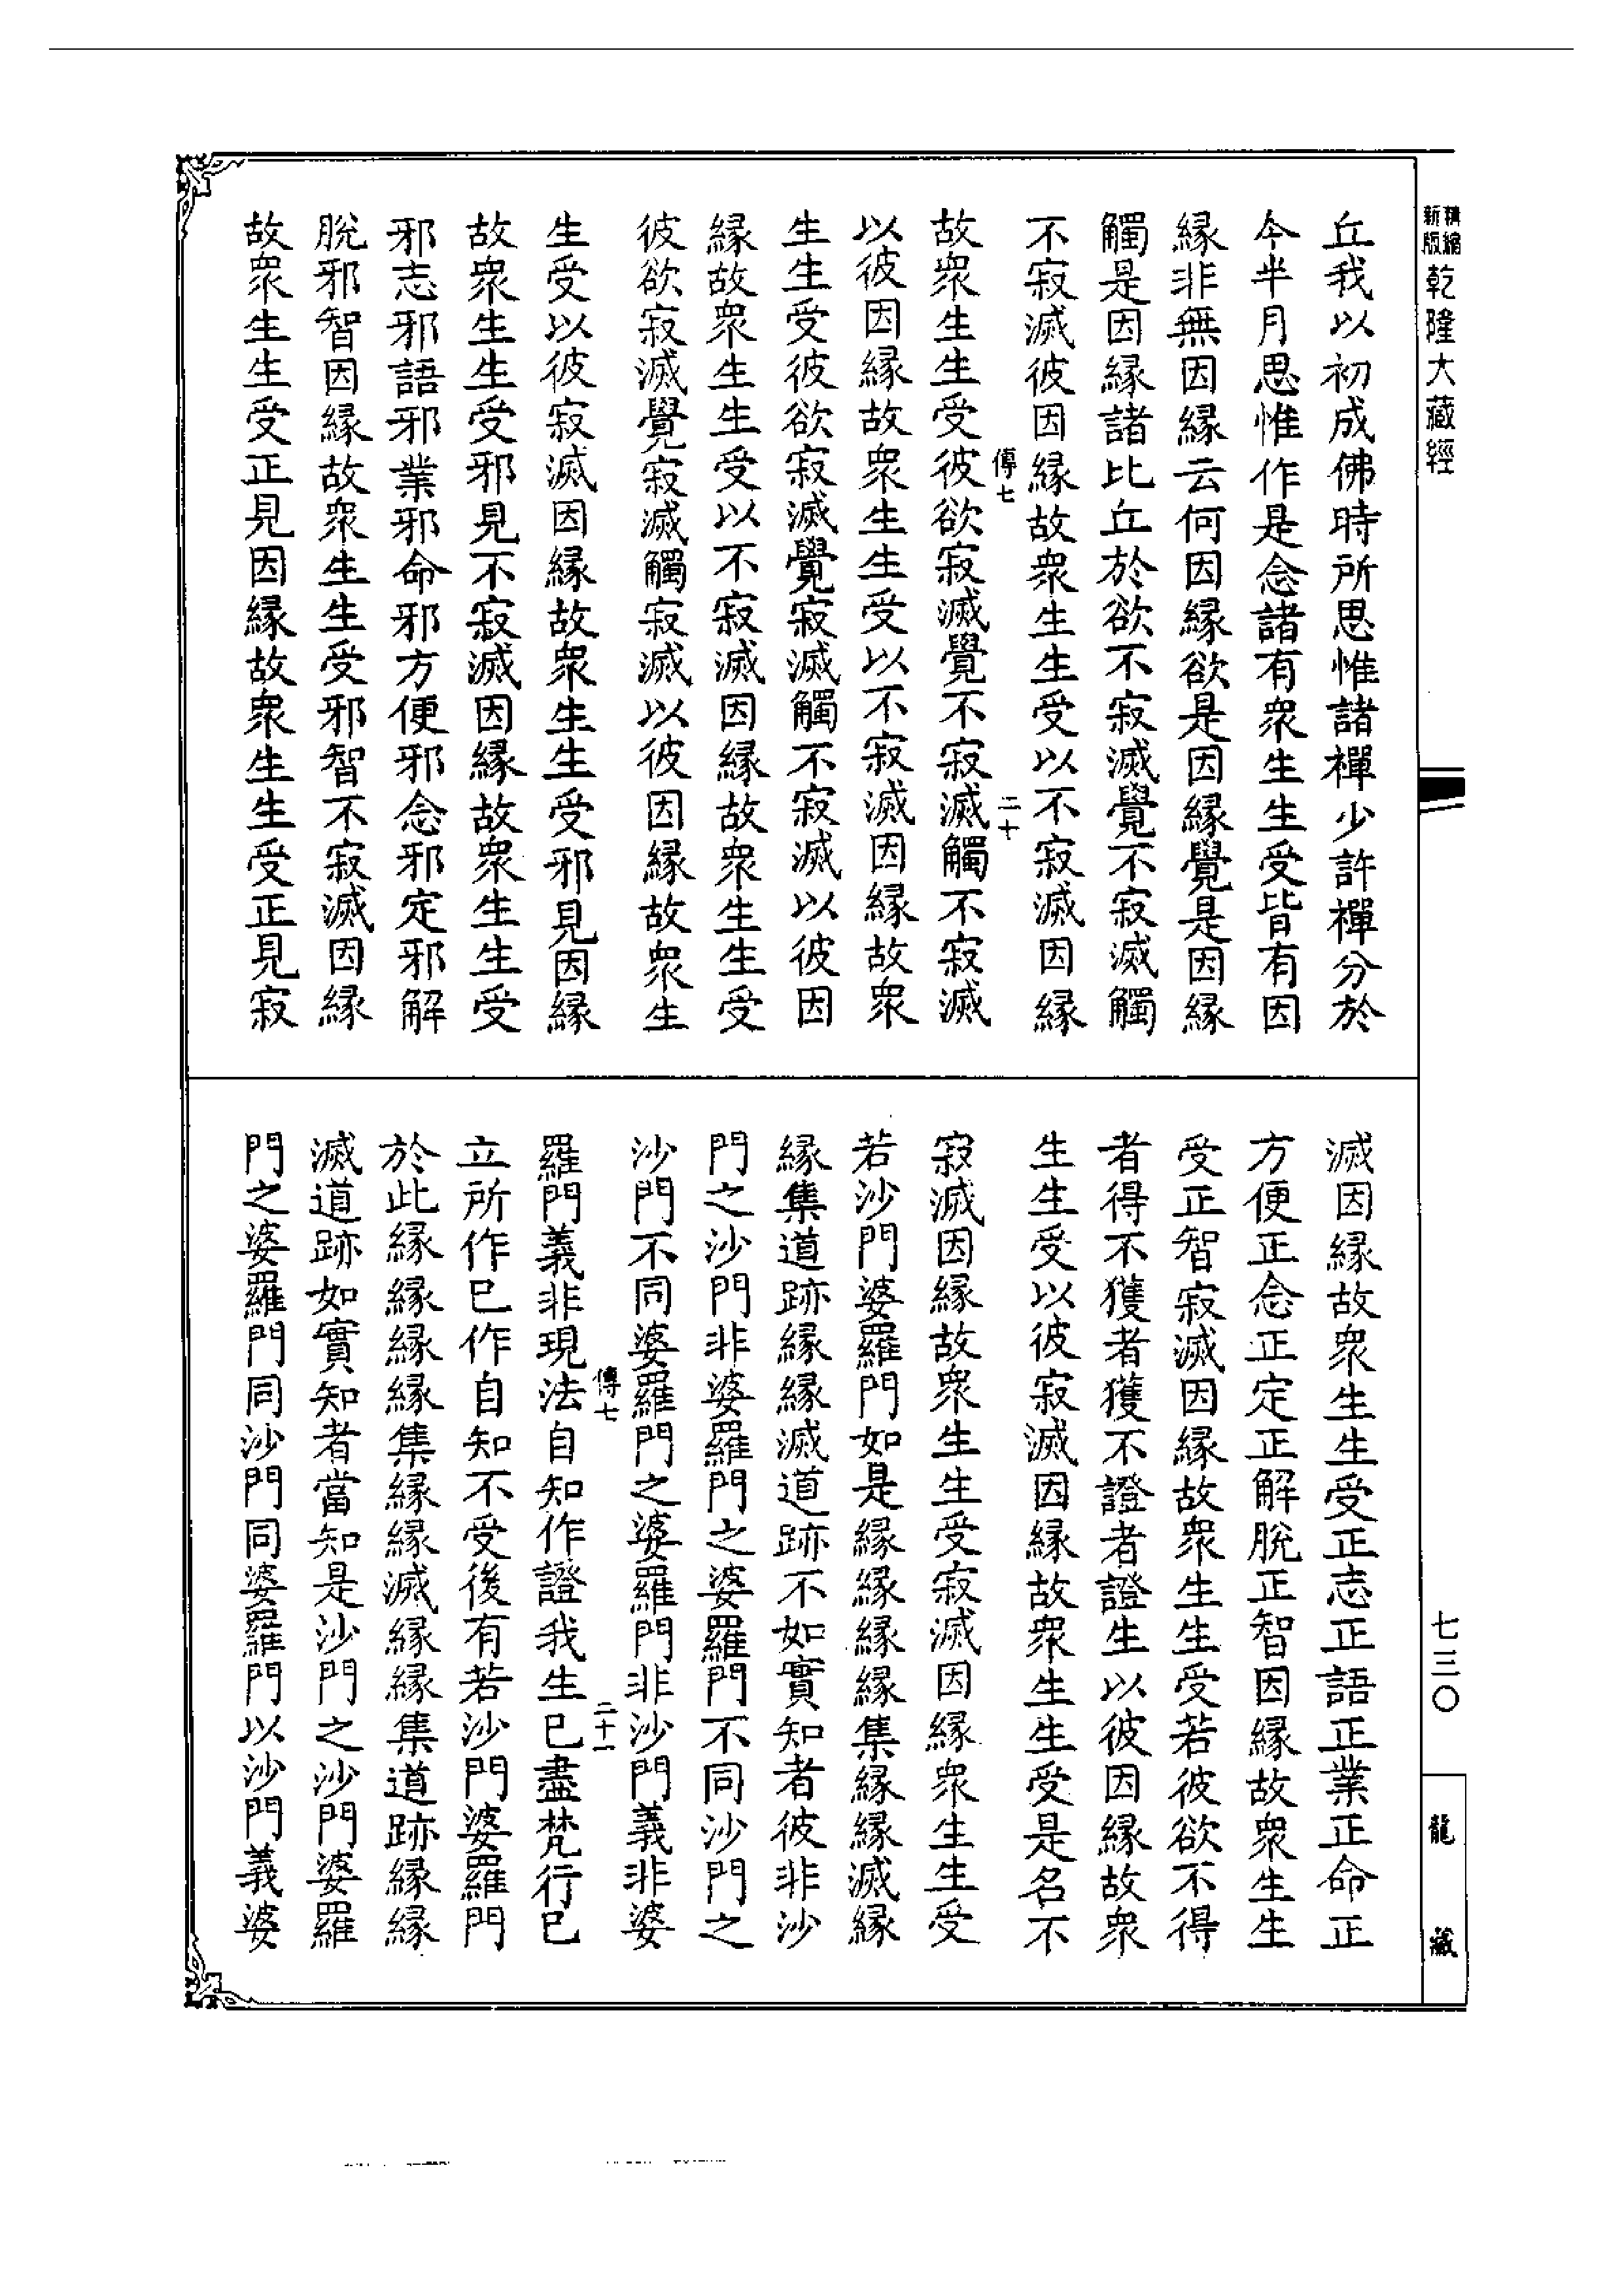 精縮
新版
乾隆大藏經
七三〇
龍藏
丘我以初成佛時所思惟諸禪少許禪分於
今半月思惟作是念諸有衆生生受皆有因
緣非無因緣云何因緣欲是因緣覺是因緣
觸是因緣諸比丘於欲不寂滅覺不寂滅觸
不寂滅彼因緣故衆生生受以不寂滅因緣
傳七
二十
故衆生生受彼欲寂滅覺不寂滅觸不寂滅
以彼因緣故衆生生受以不寂滅因緣故衆
生生受彼欲寂滅覺寂滅觸不寂滅以彼因
緣故衆生生受以不寂滅因緣故衆生生受
彼欲寂滅覺寂滅觸寂滅以彼因緣故衆生
生受以彼寂滅因緣故衆生生受邪見因緣
故衆生生受邪見不寂滅因緣故衆生生受
邪志邪語邪業邪命邪方便邪念邪定邪解
脫邪智因緣故衆生生受邪智不寂滅因緣
故衆生生受正見因緣故衆生生受正見寂
滅因緣故衆生生受正志正語正業正命正
方便正念正定正解脫正智因緣故衆生生
受正智寂滅因緣故衆生生受若彼欲不得
者得不獲者獲不證者證生以彼因緣故衆
生生受以彼寂滅因緣故衆生生受是名不
寂滅因緣故衆生生受寂滅因緣衆生生受
若沙門婆羅門如是緣緣緣緣集緣緣滅緣
緣集道跡緣緣滅道跡不如實知者彼非沙
門之沙門非婆羅門之婆羅門不同沙門之
沙門不同婆羅門之婆羅門非沙門義非婆
傳七
二十一
羅門義非現法自知作證我生已盡梵行已
立所作已作自知不受後有若沙門婆羅門
於此緣緣緣緣集緣緣滅緣緣集道跡緣緣
滅道跡如實知者當知是沙門之沙門婆羅
門之婆羅門同沙門同婆羅門以沙門義婆